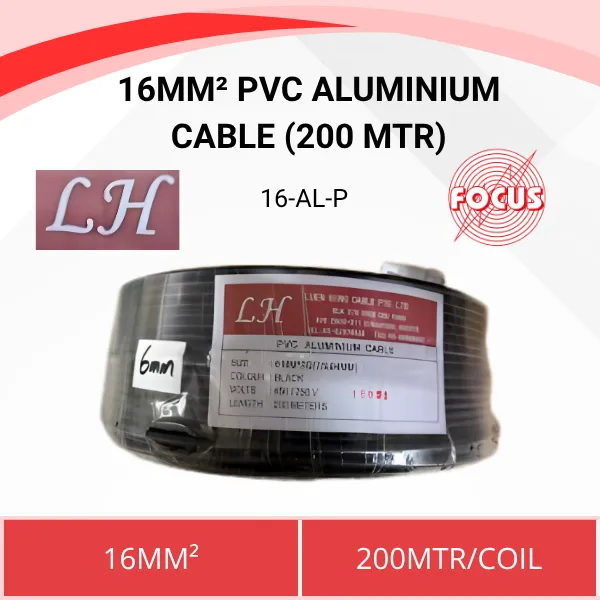 16MM² PVC ALUMINIUM
CABLE (200 MTR)
LH
16-AL-P
FOCUS
LH
PVC ALUMINIUM CABLE
6mm
COLOUR BLACK
VOLTS
LENGTH
16MM²
200MTR/COIL